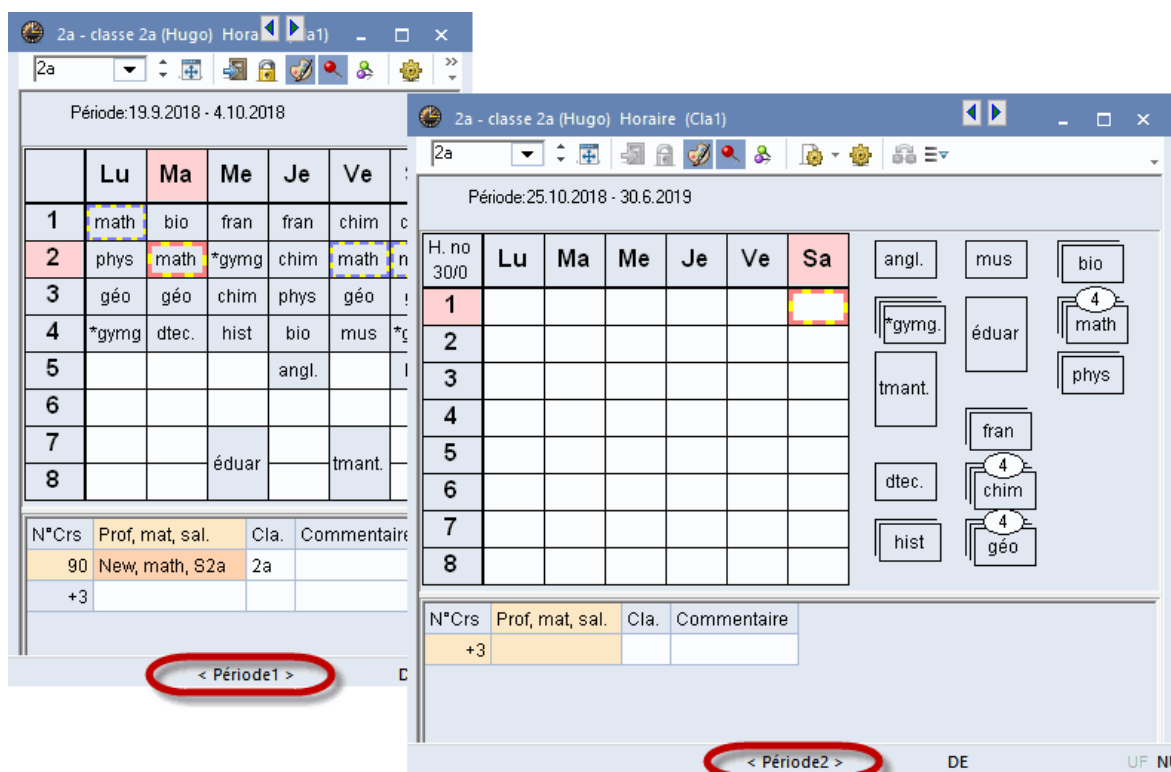 2a - classe 2a (Hugo) Hora a1)
2a
Période:19.9.2018 - 4.10.2018
Lu Ma Me Je Ve
1 math bio fran fran chim
2 phys math *gymg chim math
3 géo géo chim phys géo
4 *gymg dtec. hist bio mus
5 angl.
6
7
éduar tmant.
8
N°Crs Prof, mat, sal. Cla. Commentaire
90 New, math, S2a 2a
+3
< Période1 >
2a - classe 2a (Hugo) Horaire (Cla1)
2a
Période:25.10.2018 - 30.6.2019
H. no
30/0
Lu Ma Me Je Ve Sa
1
2
3
4
5
6
7
8
angl. mus bio
4
*gymg. éduar math
tmant. phys
fran
4
dtec. chim
4
hist géo
N°Crs Prof, mat, sal. Cla. Commentaire
+3
< Période2 > DE UF